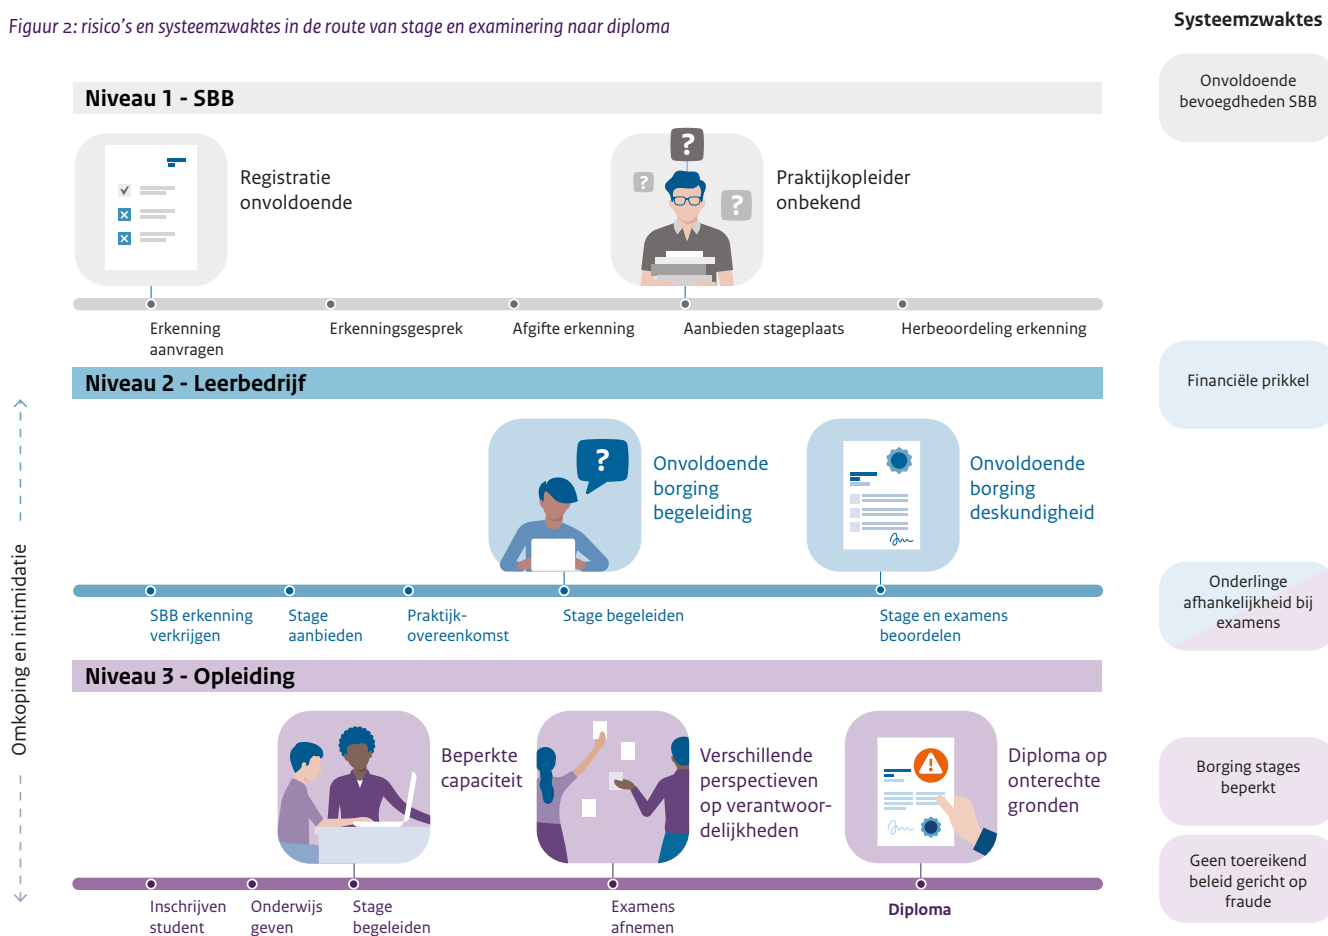 Figuur 2: risico's en systeemzwaktes in de route van stage en examinering naar diploma
Systeemzwaktes
Onvoldoende
bevoegdheden SBB
Niveau 1 - SBB
Registratie
onvoldoende
?
?
?
Praktijkopleider
onbekend
Erkenning
aanvragen
Erkenningsgesprek
Afgifte erkenning
Aanbieden stageplaats
Herbeoordeling erkenning
Financiële prikkel
Niveau 2 - Leerbedrijf
?
Onvoldoende
borging
begeleiding
Onvoldoende
borging
deskundigheid
SBB erkenning
verkrijgen
Stage
aanbieden
Praktijk-
overeenkomst
Stage begeleiden
Stage en examens
beoordelen
Onderlinge
afhankelijkheid bij
examens
Omkoping en intimidatie
Niveau 3 - Opleiding
Beperkte
capaciteit
Verschillende
perspectieven
op verantwoor-
delijkheden
Diploma op
onterechte
gronden
Borging stages
beperkt
Geen toereikend
beleid gericht op
fraude
Inschrijven
student
Onderwijs
geven
Stage
begeleiden
Examens
afnemen
Diploma